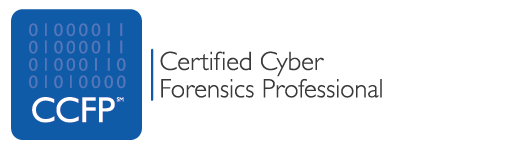 01000011
01000011
01000110
01010000
CCFP℠
Certified Cyber
Forensics Professional